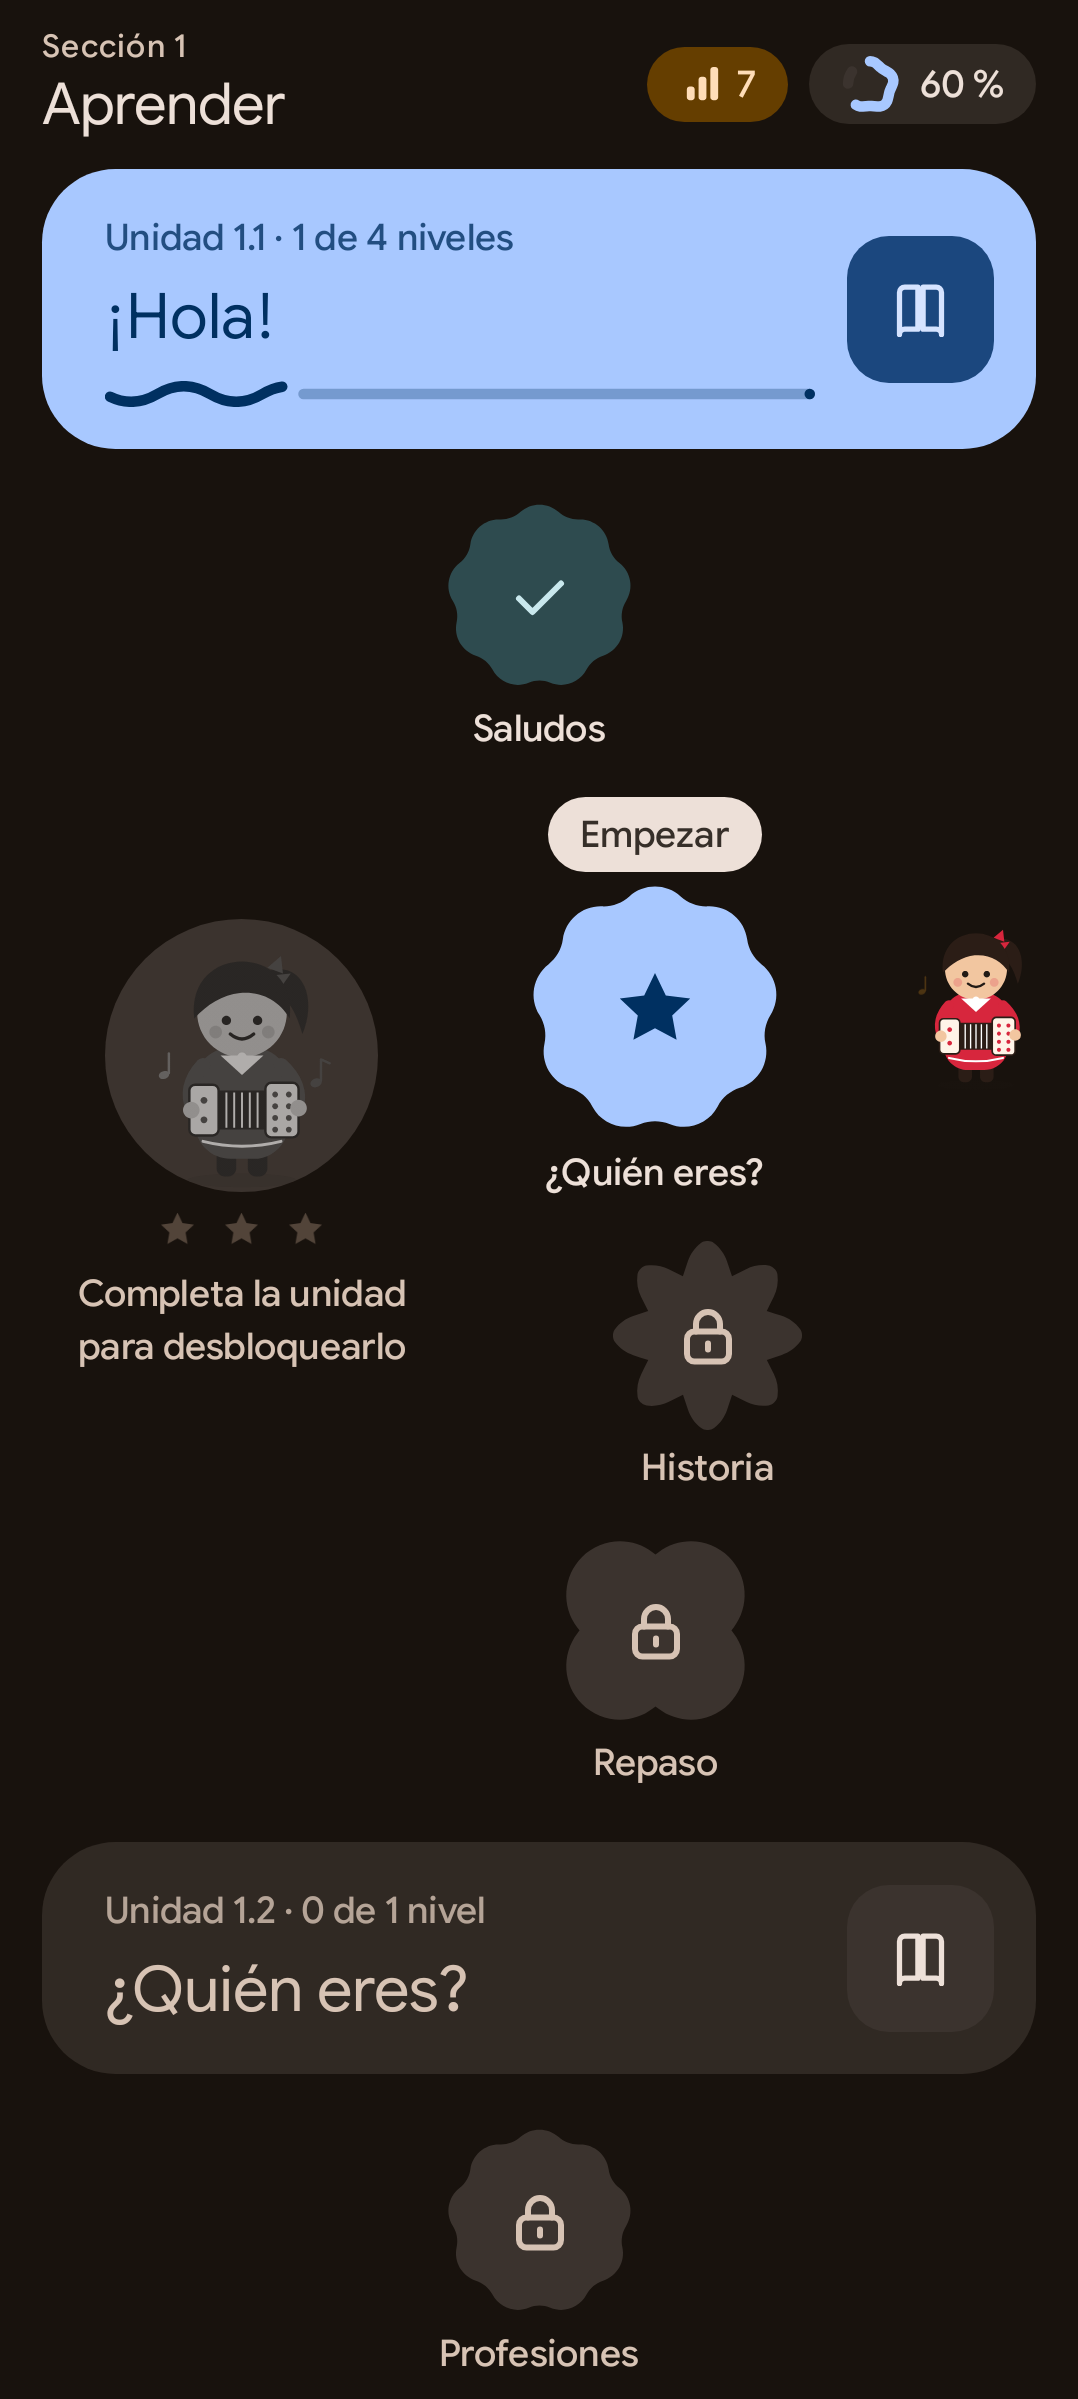 Sección 1
Aprender
7
60 %
Unidad 1.1 · 1 de 4 niveles
¡Hola!
Saludos
Empezar
¿Quién eres?
Completa la unidad
para desbloquearlo
Historia
Repaso
Unidad 1.2 · 0 de 1 nivel
¿Quién eres?
Profesiones